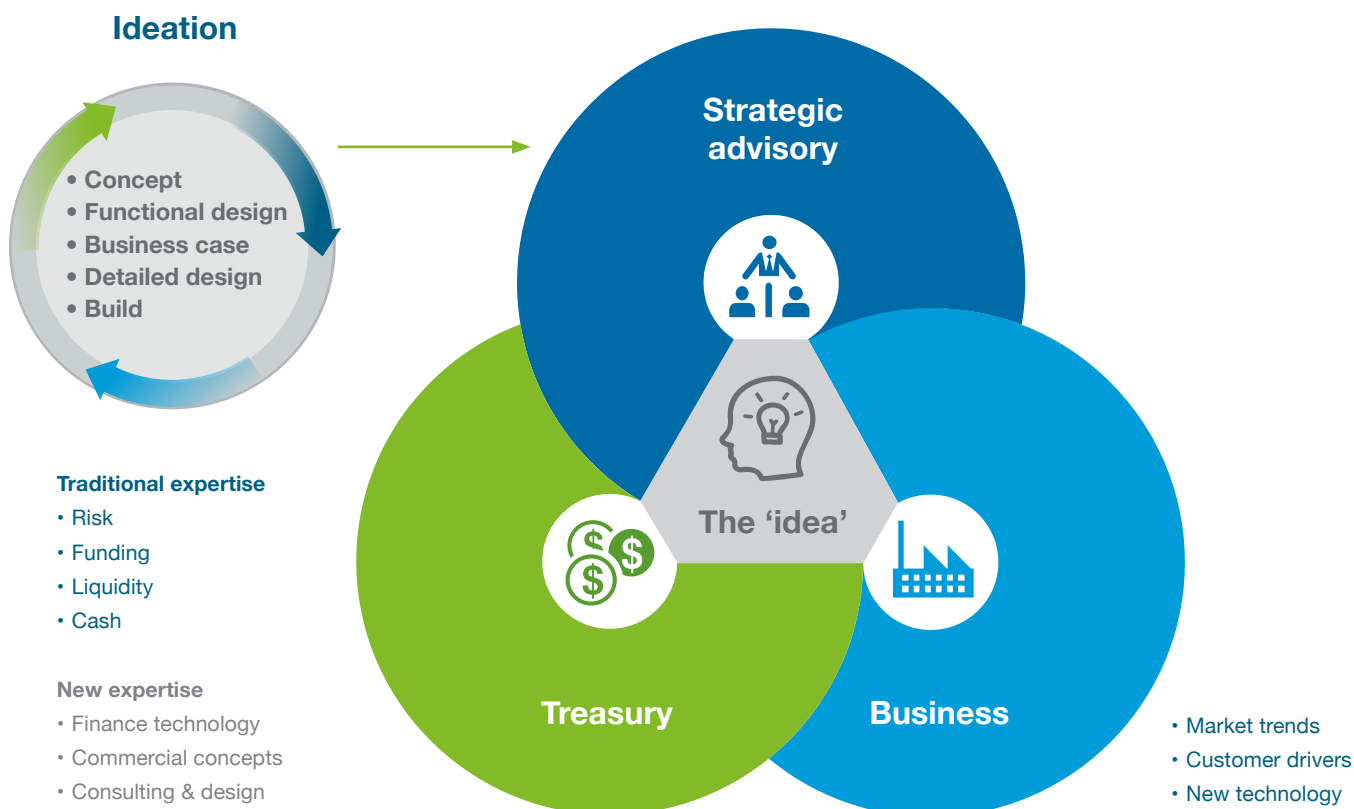 Ideation
• Concept
• Functional design
• Business case
• Detailed design
• Build
Strategic
advisory
The ‘idea’
$
$
$
Treasury
Business
Traditional expertise
• Risk
• Funding
• Liquidity
• Cash
New expertise
• Finance technology
• Commercial concepts
• Consulting & design
• Market trends
• Customer drivers
• New technology